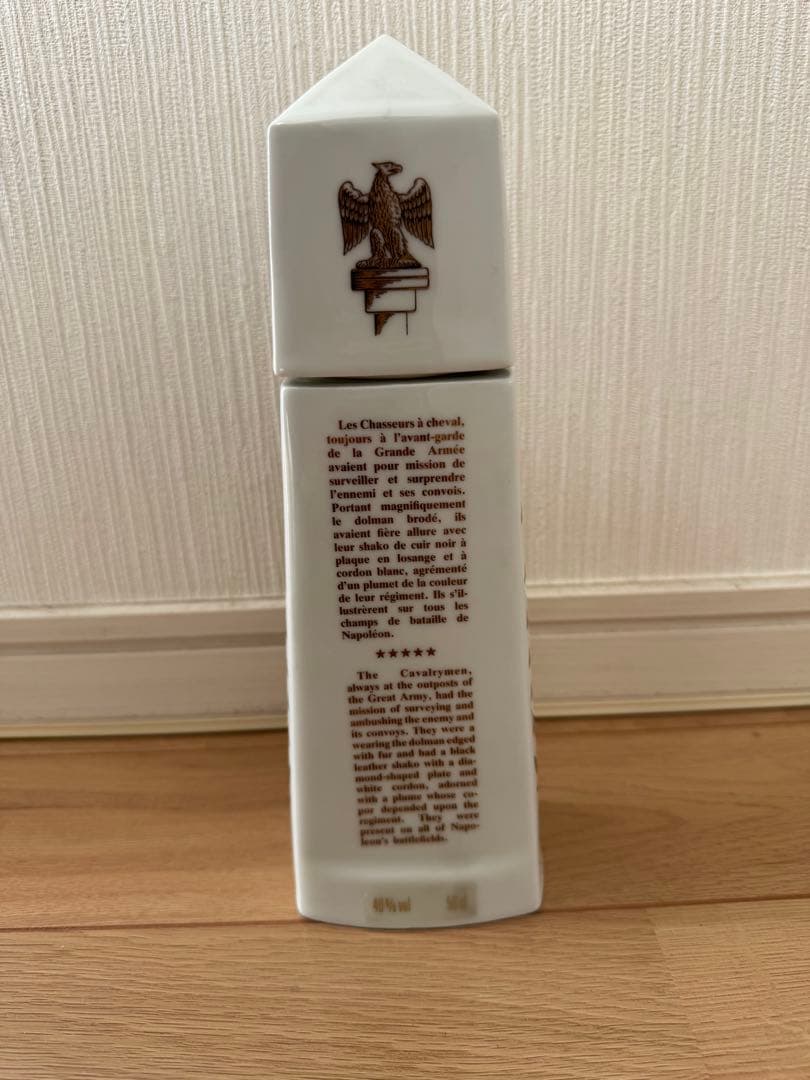 Les Chasseurs à cheval,
toujours à l'avant-garde
de la Grande Armée
avaient pour mission de
surveiller et surprendre
l'ennemi et ses convois.
Portant magnifiquement
le dolman brodé, ils
avaient fière allure avec
leur shako de cuir noir à
plaque en losange et à
cordon blanc, agrémenté
d'un plumet de la couleur
de leur régiment. Ils s'il-
lustrèrent sur tous les
champs de bataille de
Napoléon.
★★★★★
The Cavalrymen,
always at the outposts of
the Great Army, had the
mission of surveying and
ambushing the enemy and
its convoys. They were a
wearing the dolman edged
with fur and had a black
leather shako with a dia-
mond-shaped plate and
white cordon, adorned
with a plume whose co-
por depended upon the
regiment. They were
present on all of Napo-
leon's battlefields.
40 % vol